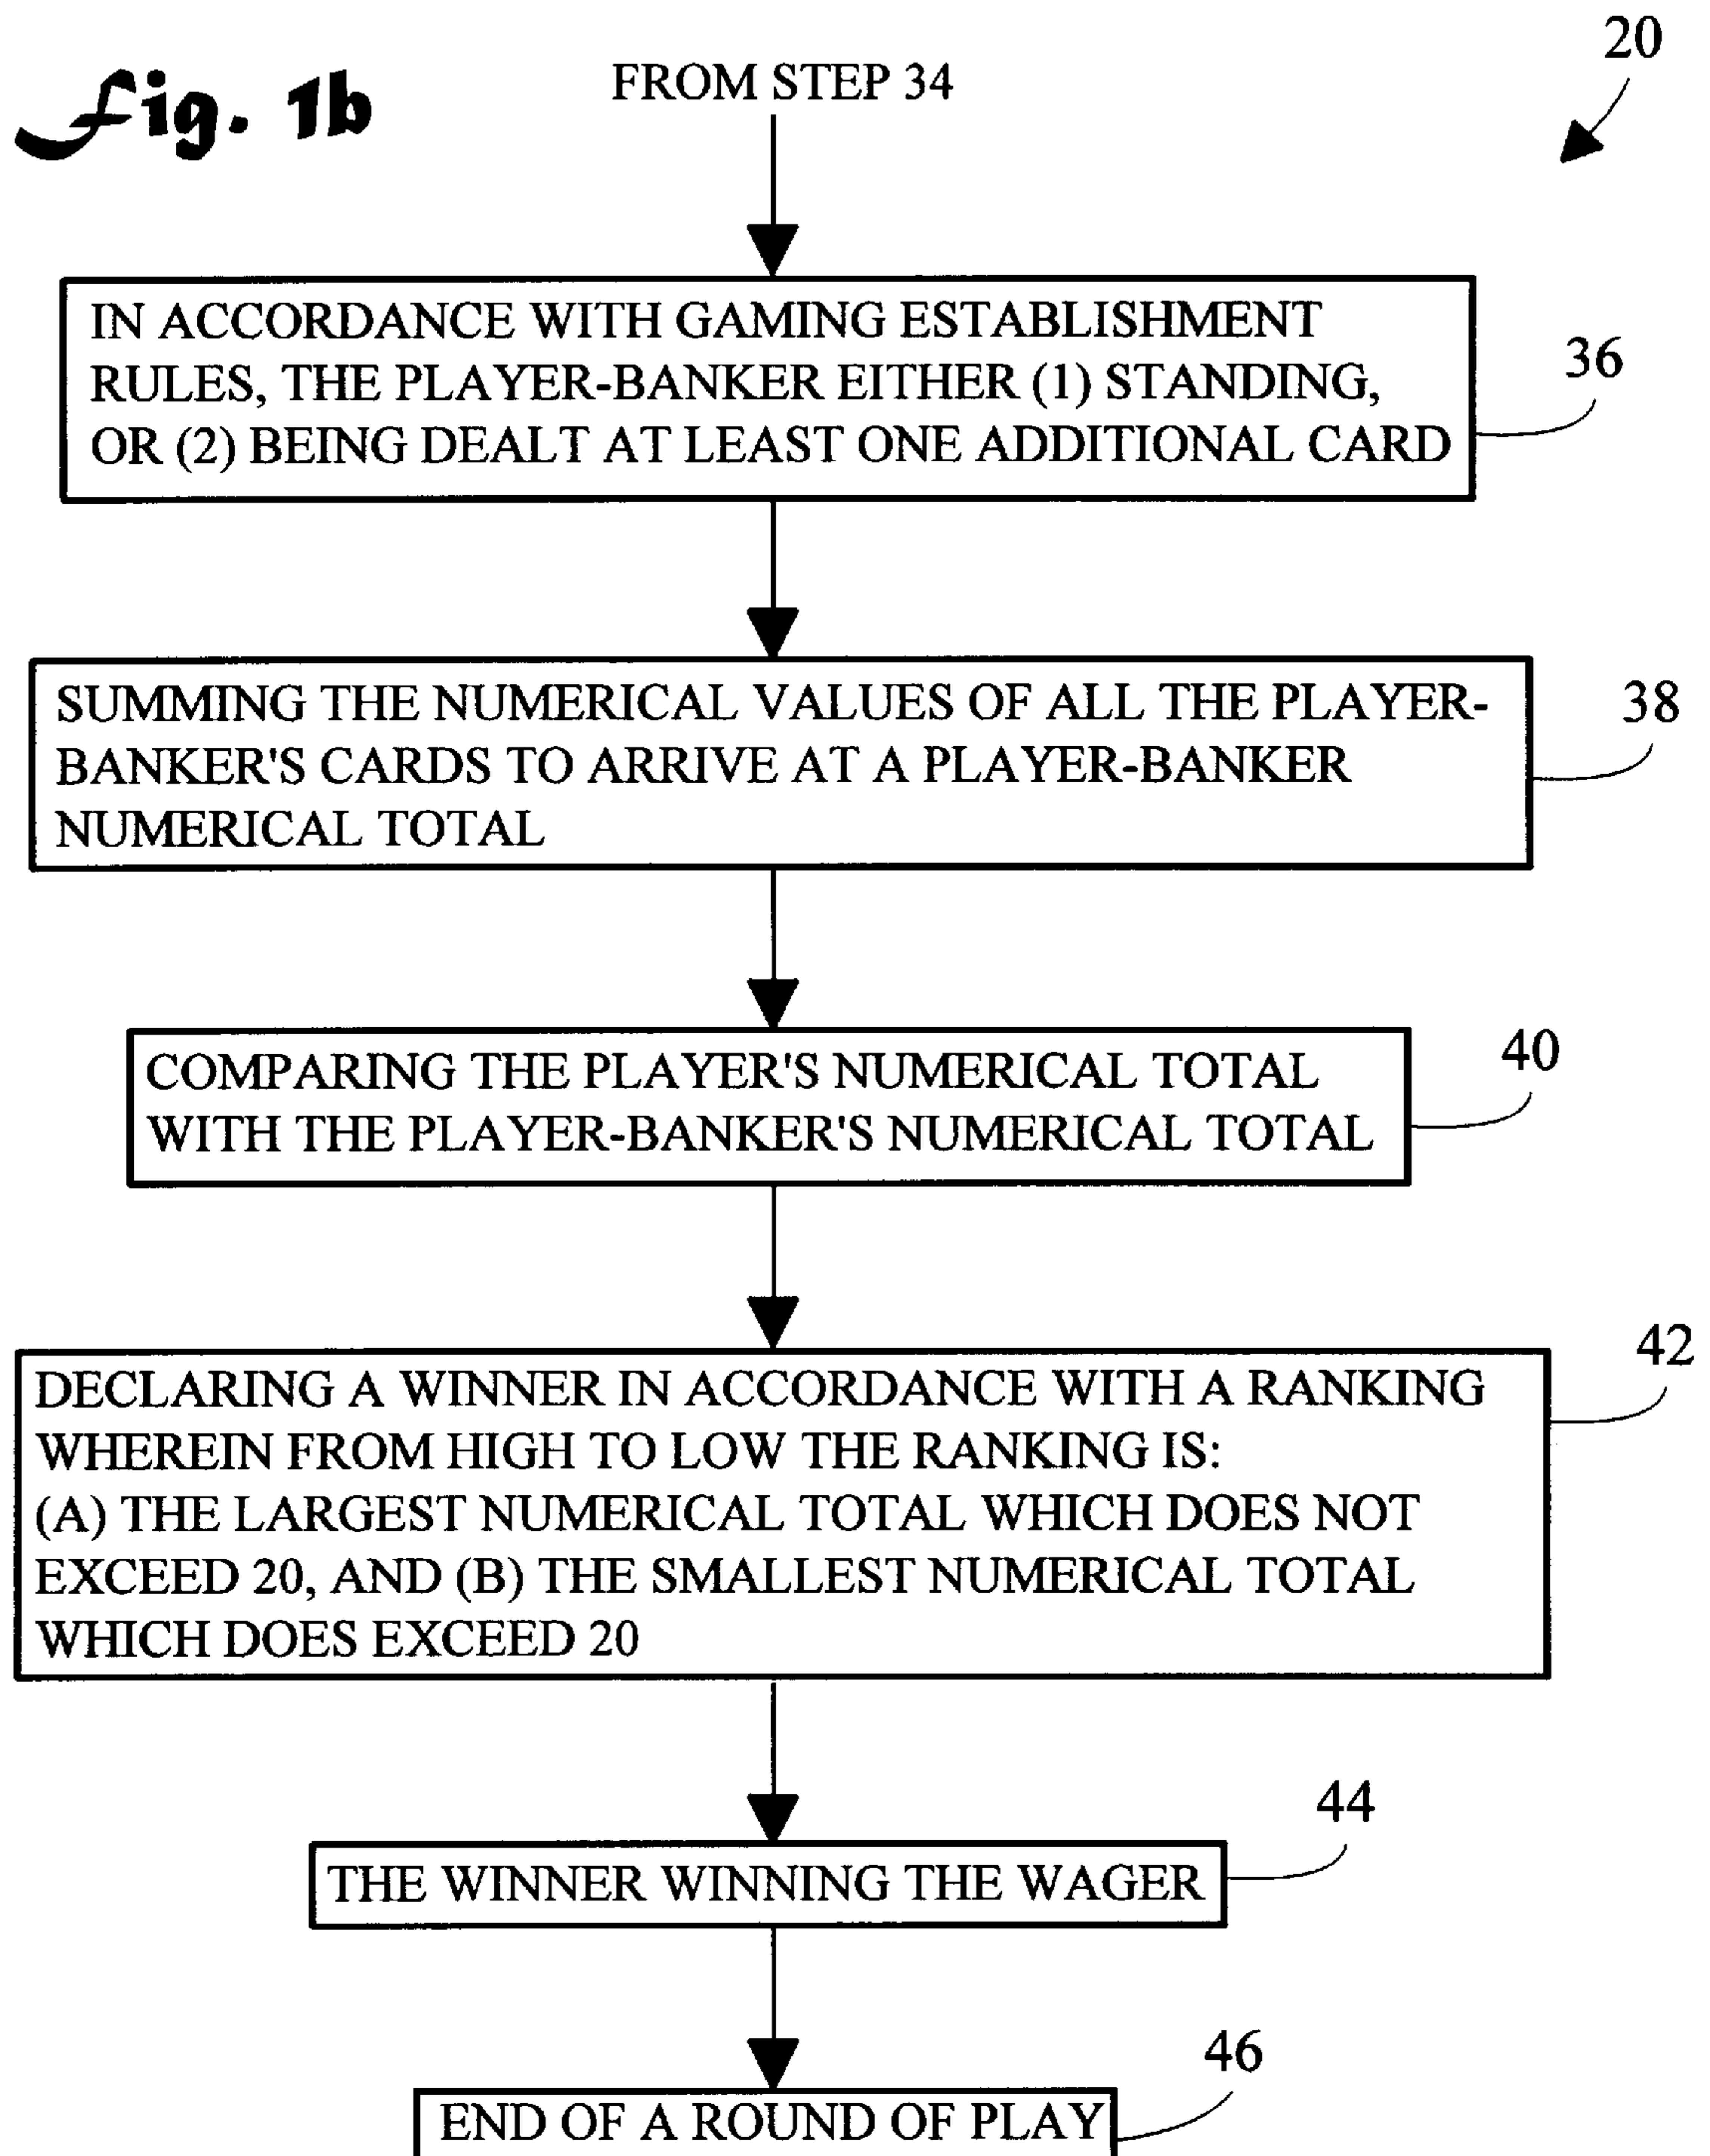 20
Fig. 1b
FROM STEP 34
IN ACCORDANCE WITH GAMING ESTABLISHMENT
RULES, THE PLAYER-BANKER EITHER (1) STANDING,
OR (2) BEING DEALT AT LEAST ONE ADDITIONAL CARD
36
SUMMING THE NUMERICAL VALUES OF ALL THE PLAYER-
BANKER'S CARDS TO ARRIVE AT A PLAYER-BANKER
NUMERICAL TOTAL
38
COMPARING THE PLAYER'S NUMERICAL TOTAL
WITH THE PLAYER-BANKER'S NUMERICAL TOTAL
40
DECLARING A WINNER IN ACCORDANCE WITH A RANKING
WHEREIN FROM HIGH TO LOW THE RANKING IS:
(A) THE LARGEST NUMERICAL TOTAL WHICH DOES NOT
EXCEED 20, AND (B) THE SMALLEST NUMERICAL TOTAL
WHICH DOES EXCEED 20
42
THE WINNER WINNING THE WAGER
44
END OF A ROUND OF PLAY
46